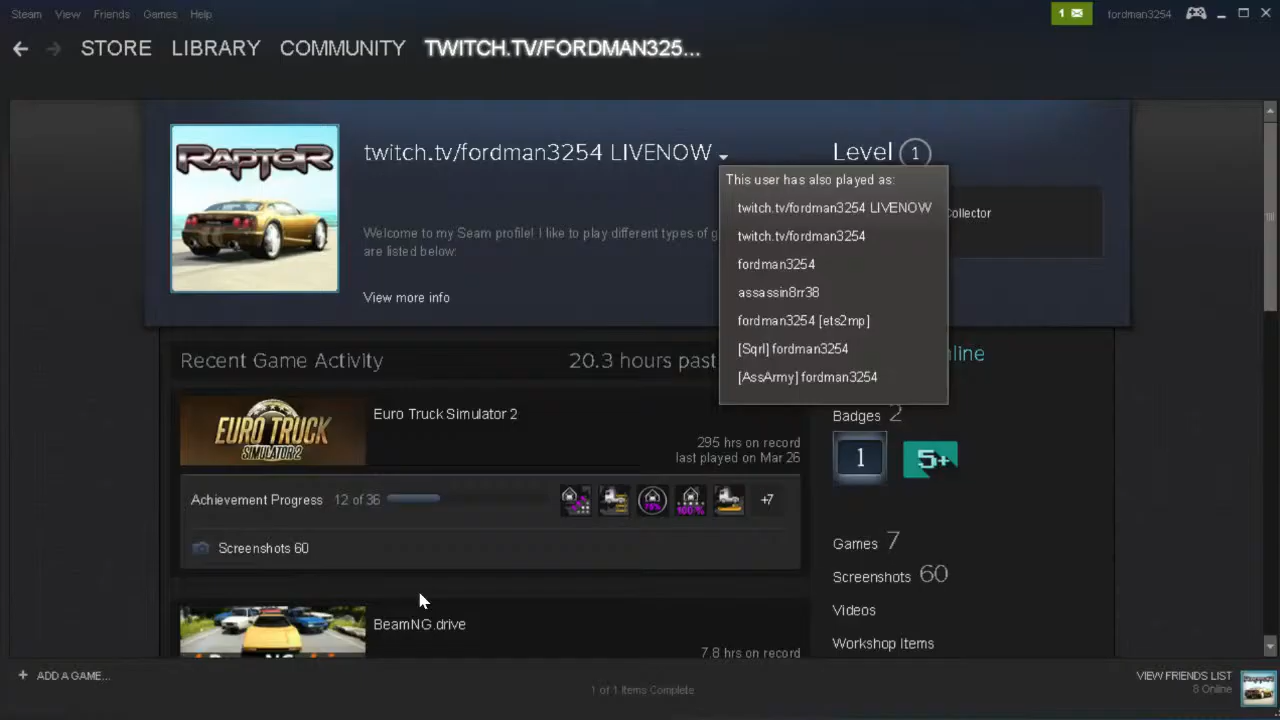 Steam View Friends Games Help
1
fordman3254
STORE LIBRARY COMMUNITY TWITCH.TV/FORDMAN325...
RAPTOR
twitch.tv/fordman3254 LIVENOW
Level 1
This user has also played as:
twitch.tv/fordman3254 LIVENOW
twitch.tv/fordman3254
fordman3254
assassin8rr38
fordman3254 [ets2mp]
[Sqrl] fordman3254
[AssArmy] fordman3254
ollector
Welcome to my Seam profile! I like to play different types of g
are listed below:
View more info
Recent Game Activity
20.3 hours past
nline
EURO TRUCK
SIMULATOR 2
Euro Truck Simulator 2
295 hrs on record
last played on Mar 26
Achievement Progress 12 of 36
75%
100%
+7
Screenshots 60
BeamNG.drive
7.8 hrs on record
Badges 2
1
5+
Games 7
Screenshots 60
Videos
Workshop Items
+ ADD A GAME...
1 of 1 Items Complete
VIEW FRIENDS LIST
8 Online